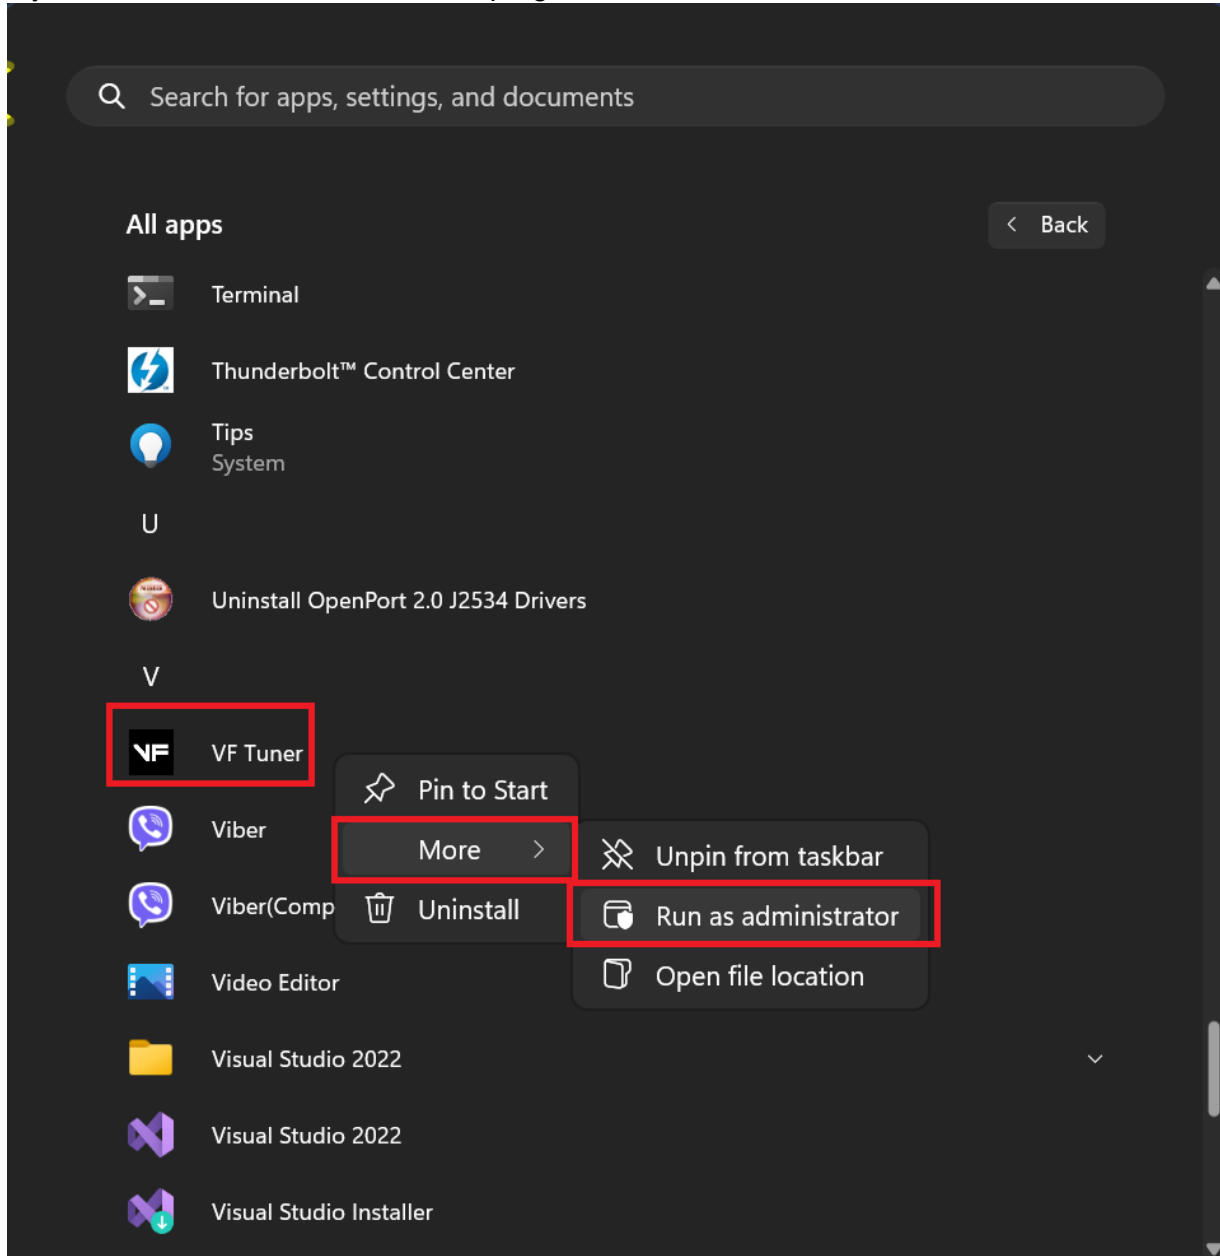 Search for apps, settings, and documents
All apps
Back
Terminal
Thunderbolt™ Control Center
Tips
System
U
Uninstall OpenPort 2.0 J2534 Drivers
V
VF
VF Tuner
Pin to Start
Viber
More
Unpin from taskbar
Viber(Comp
Uninstall
Run as administrator
Video Editor
Open file location
Visual Studio 2022
Visual Studio 2022
Visual Studio Installer